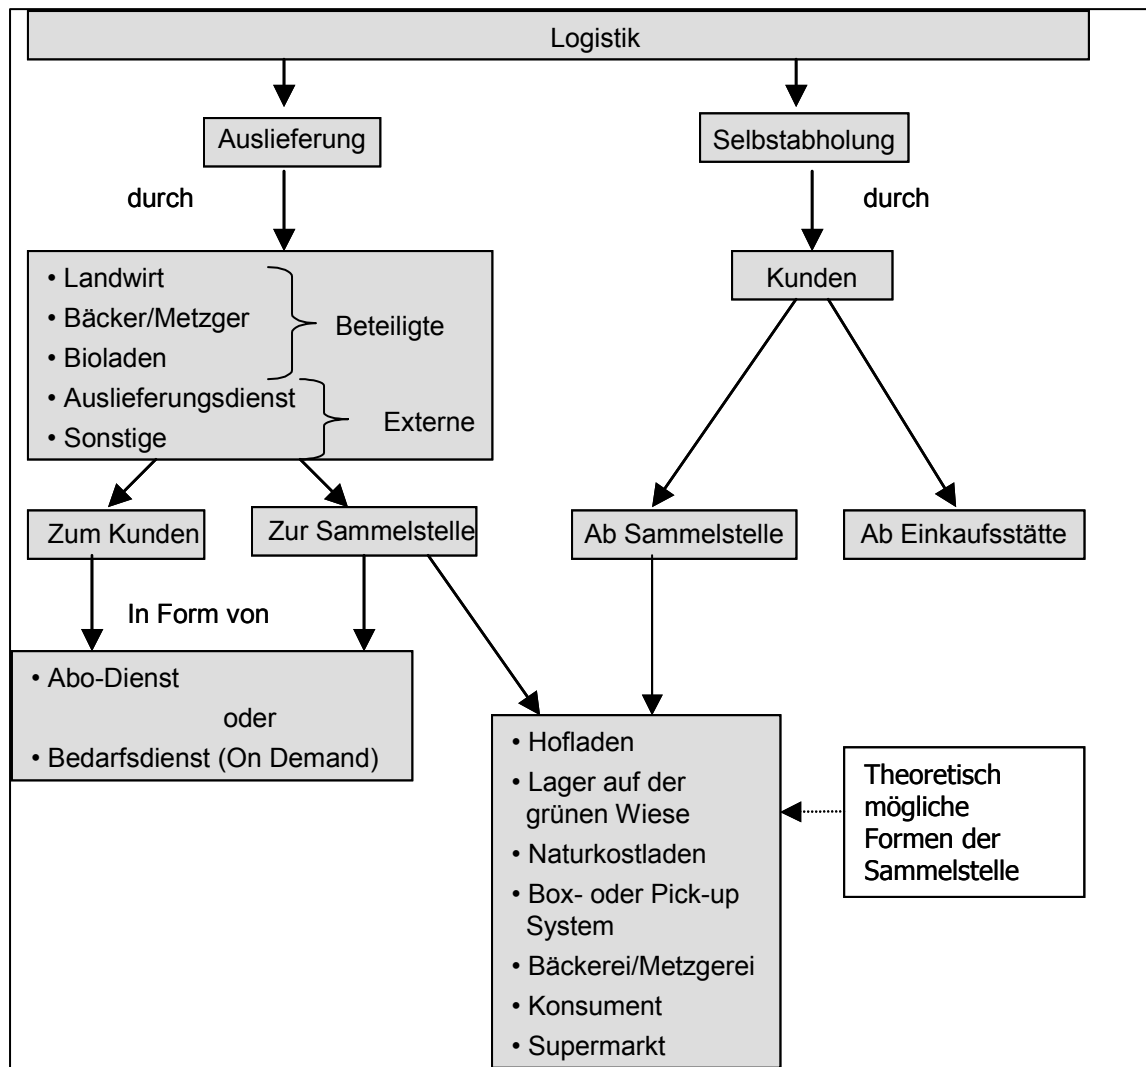 Logistik
Auslieferung
Selbstabholung
durch
durch
• Landwirt
• Bäcker/Metzger
• Bioladen
• Auslieferungsdienst
• Sonstige
Beteiligte
Externe
Kunden
Zum Kunden
Zur Sammelstelle
Ab Sammelstelle
Ab Einkaufsstätte
In Form von
• Abo-Dienst
oder
• Bedarfsdienst (On Demand)
• Hofladen
• Lager auf der
grünen Wiese
• Naturkostladen
• Box- oder Pick-up
System
• Bäckerei/Metzgerei
• Konsument
• Supermarkt
Theoretisch
mögliche
Formen der
Sammelstelle